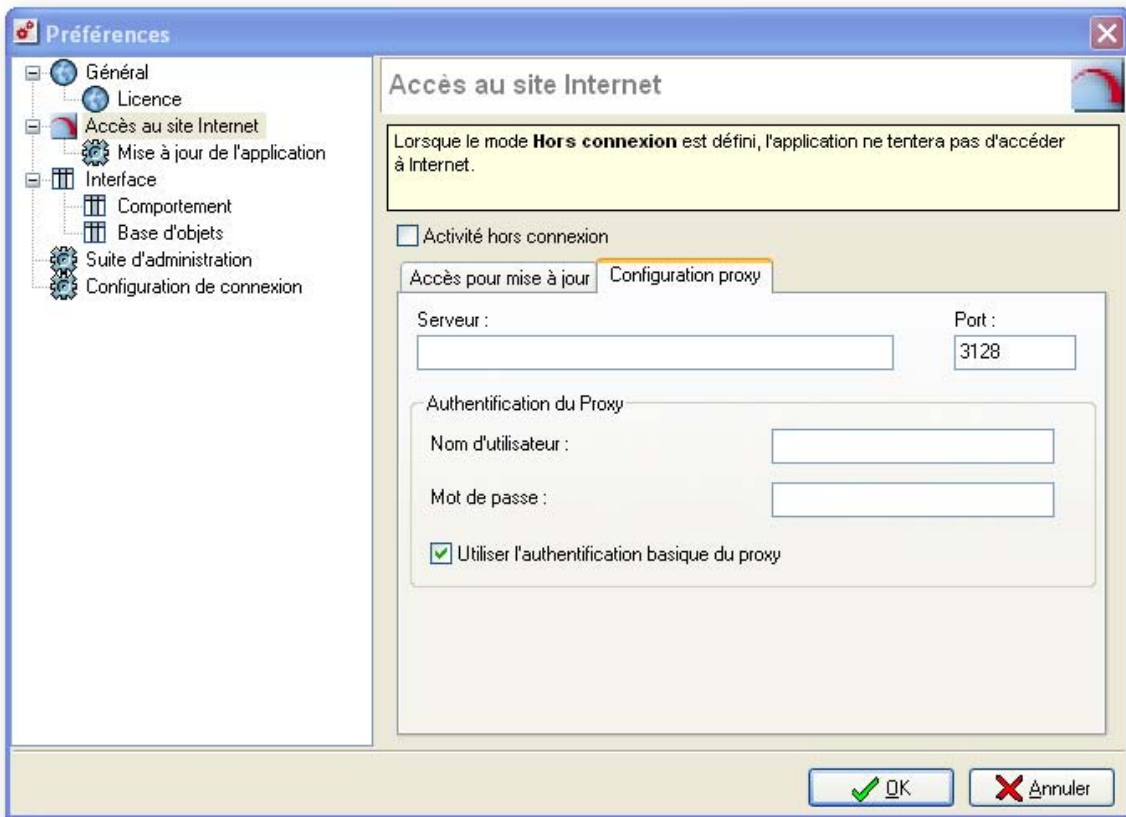 Préférences
Général
Licence
Accès au site Internet
Mise à jour de l'application
Interface
Comportement
Base d'objets
Suite d'administration
Configuration de connexion
Accès au site Internet
Lorsque le mode Hors connexion est défini, l'application ne tentera pas d'accéder
à Internet.
Activité hors connexion
Accès pour mise à jour
Configuration proxy
Serveur :
Port :
3128
Authentification du Proxy
Nom d'utilisateur :
Mot de passe :
Utiliser l'authentification basique du proxy
OK
Annuler